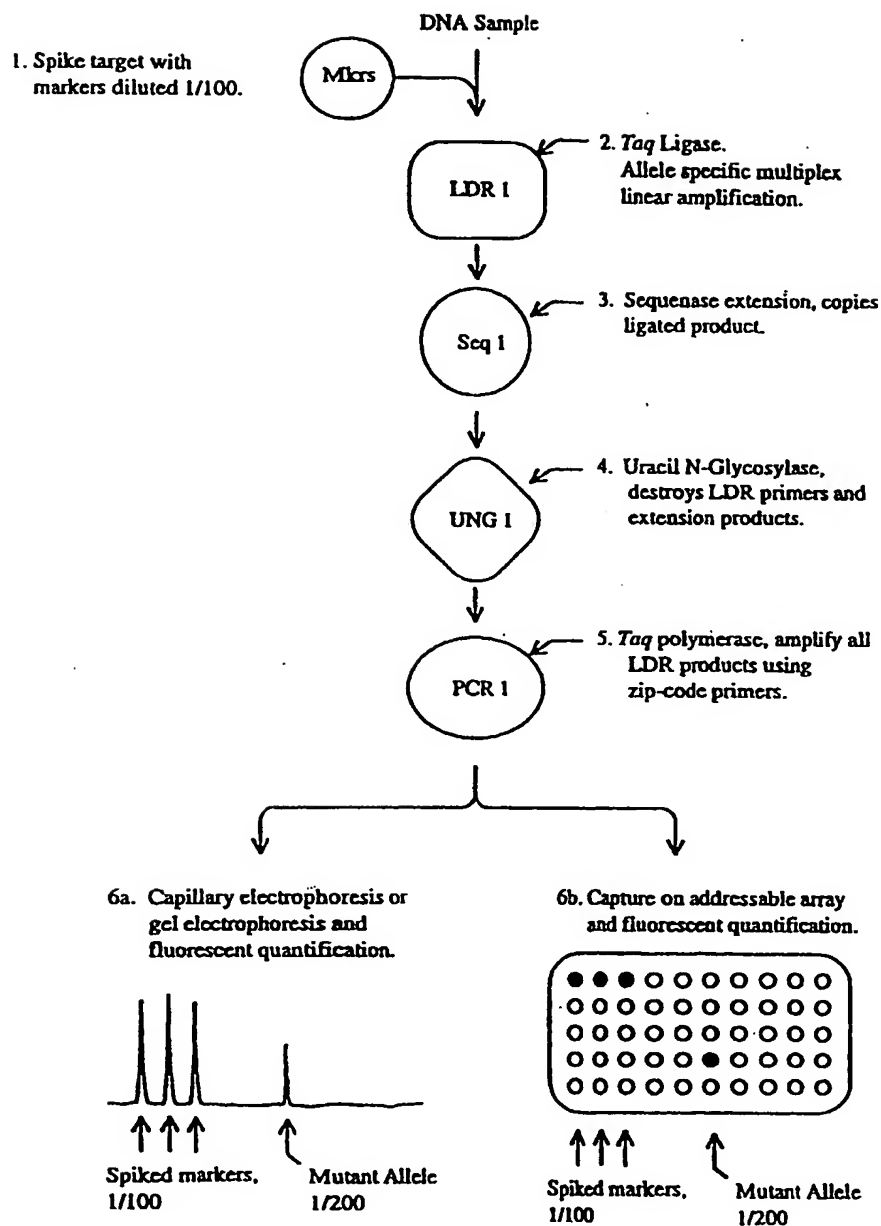 DNA Sample
1. Spike target with
markers diluted 1/100.
Mkrs
2. Taq Ligase.
Allele specific multiplex
linear amplification.
LDR 1
3. Sequenase extension, copies
ligated product.
Seq 1
4. Uracil N-Glycosylase,
destroys LDR primers and
extension products.
UNG 1
5. Taq polymerase, amplify all
LDR products using
zip-code primers.
PCR 1
6a. Capillary electrophoresis or
gel electrophoresis and
fluorescent quantification.
6b. Capture on addressable array
and fluorescent quantification.
Spiked markers,
1/100
Mutant Allele
1/200
Spiked markers,
1/100
Mutant Allele
1/200